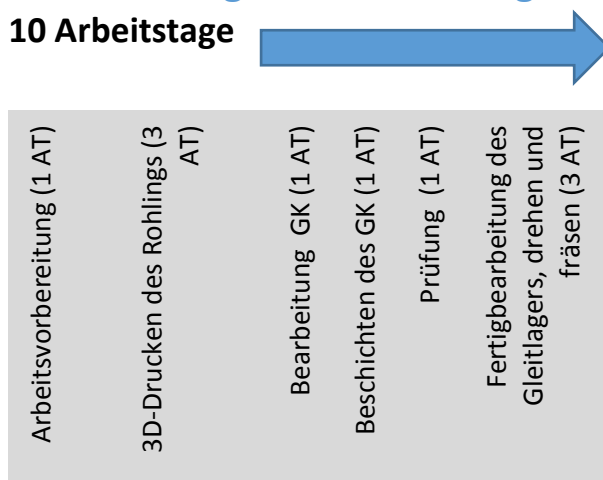 10 Arbeitstage
Arbeitsvorbereitung (1 AT)
3D-Drucken des Rohlings (3
AT)
Bearbeitung GK (1 AT)
Beschichten des GK (1 AT)
Prüfung (1 AT)
Fertigbearbeitung des
Gleitlagers, drehen und
fräsen (3 AT)